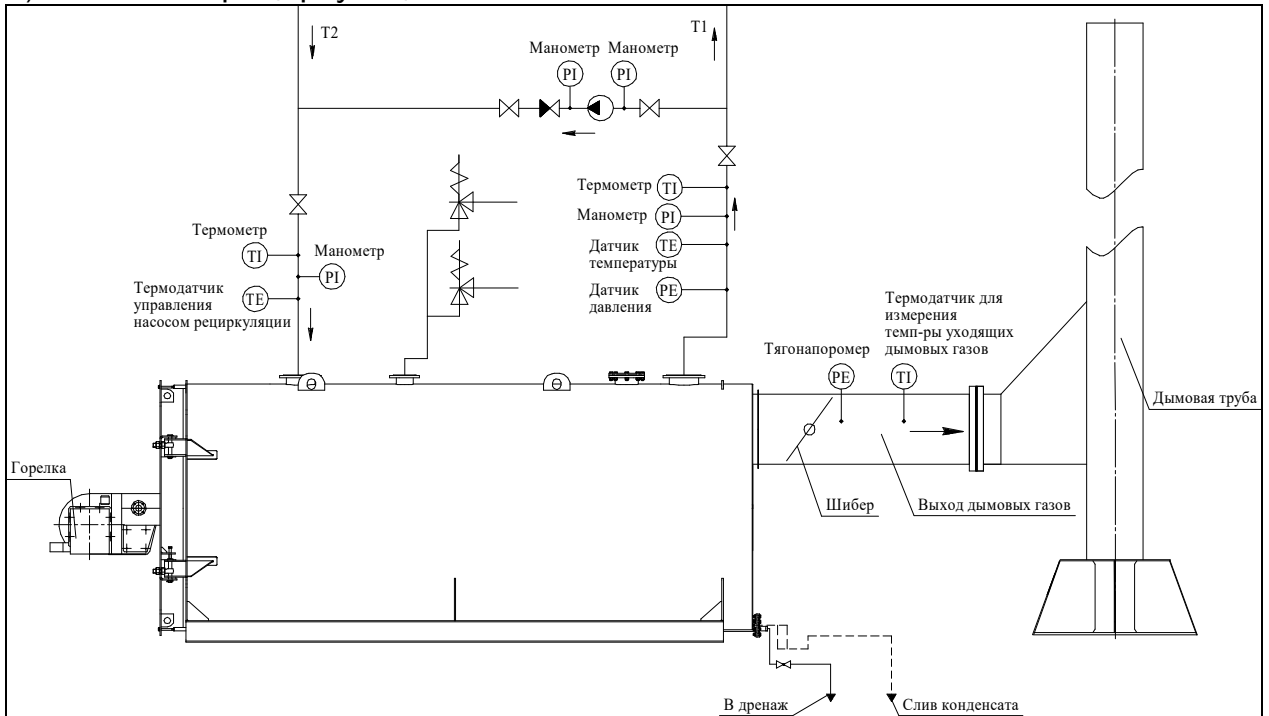 T2
T1
Манометр
Манометр
PI
PI
Термометр
TI
Манометр
PI
Датчик
температуры
TE
Датчик
давления
PE
Термометр
TI
Манометр
PI
Термодатчик
управления
насосом рециркуляции
TE
Термодатчик для
измерения
темп-ры уходящих
дымовых газов
Тягонапоромер
PE
TI
Дымовая труба
Горелка
Шибер
Выход дымовых газов
В дренаж
Слив конденсата